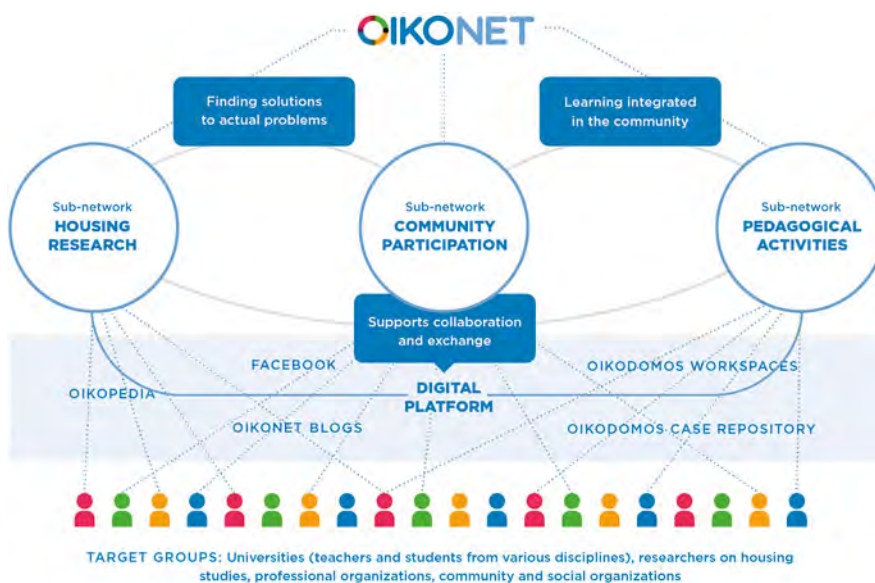 OIKONET
Finding solutions
to actual problems
Learning integrated
in the community
Sub-network
HOUSING
RESEARCH
Sub-network
COMMUNITY
PARTICIPATION
Sub-network
PEDAGOGICAL
ACTIVITIES
Supports collaboration
and exchange
FACEBOOK
OIKODOMOS WORKSPACES
OIKOPEDIA
DIGITAL
PLATFORM
OIKONET BLOGS
OIKODOMOS CASE REPOSITORY
TARGET GROUPS: Universities (teachers and students from various disciplines), researchers on housing
studies, professional organizations, community and social organizations